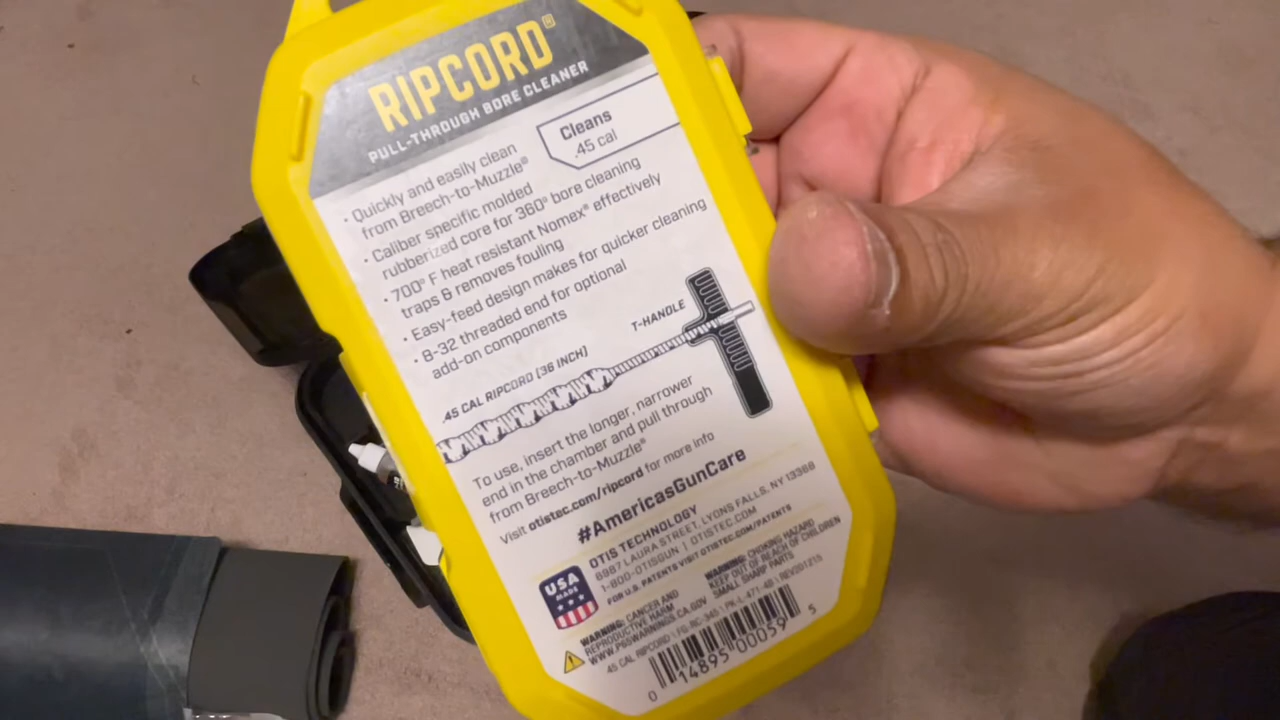 RIPCORD®
PULL-THROUGH BORE CLEANER
Cleans
.45 cal
• Quickly and easily clean
from Breech-to-Muzzle®
• Caliber specific molded
rubberized core for 360° bore cleaning
• 700° F heat resistant Nomex® effectively
traps & removes fouling
• Easy-feed design makes for quicker cleaning
• 8-32 threaded end for optional
add-on components
T-HANDLE
.45 CAL RIPCORD (36 INCH)
To use, insert the longer, narrower
end in the chamber and pull through
from Breech-to-Muzzle®
Visit otistec.com/ripcord for more info
#AmericasGunCare
USA
MADE
OTIS TECHNOLOGY
6987 LAURA STREET, LYONS FALLS, NY 13368
1-800-OTISGUN | OTISTEC.COM
FOR U.S. PATENTS VISIT OTISTEC.COM/PATENTS
WARNING: CANCER AND
REPRODUCTIVE HARM
WWW.P65WARNINGS.CA.GOV
WARNING: CHOKING HAZARD
KEEP OUT OF REACH OF CHILDREN
SMALL SHARP PARTS
45 CAL RIPCORD | FG-RC-345 | PK-L-471-48 | REV201215
0 14895 00059 5